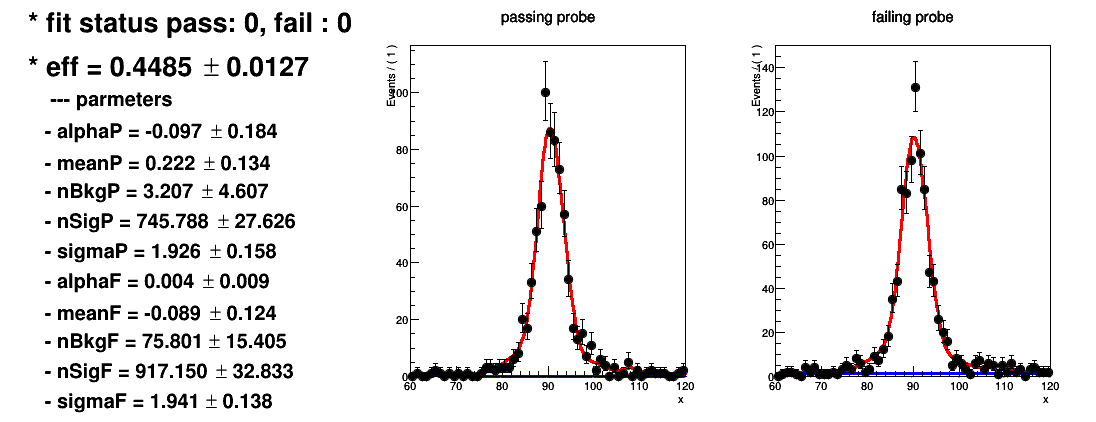 * fit status pass: 0, fail : 0
* eff = 0.4485 ± 0.0127
--- parmeters
- alphaP = -0.097 ± 0.184
- meanP = 0.222 ± 0.134
- nBkgP = 3.207 ± 4.607
- nSigP = 745.788 ± 27.626
- sigmaP = 1.926 ± 0.158
- alphaF = 0.004 ± 0.009
- meanF = -0.089 ± 0.124
- nBkgF = 75.801 ± 15.405
- nSigF = 917.150 ± 32.833
- sigmaF = 1.941 ± 0.138
passing probe
Events / ( 1 )
100
80
60
40
20
0
60 70 80 90 100 110 120
x
failing probe
Events / ( 1 )
140
120
100
80
60
40
20
0
60 70 80 90 100 110 120
x